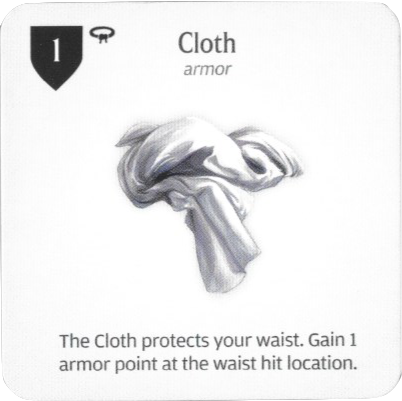 1
Cloth
armor
The Cloth protects your waist. Gain 1
armor point at the waist hit location.